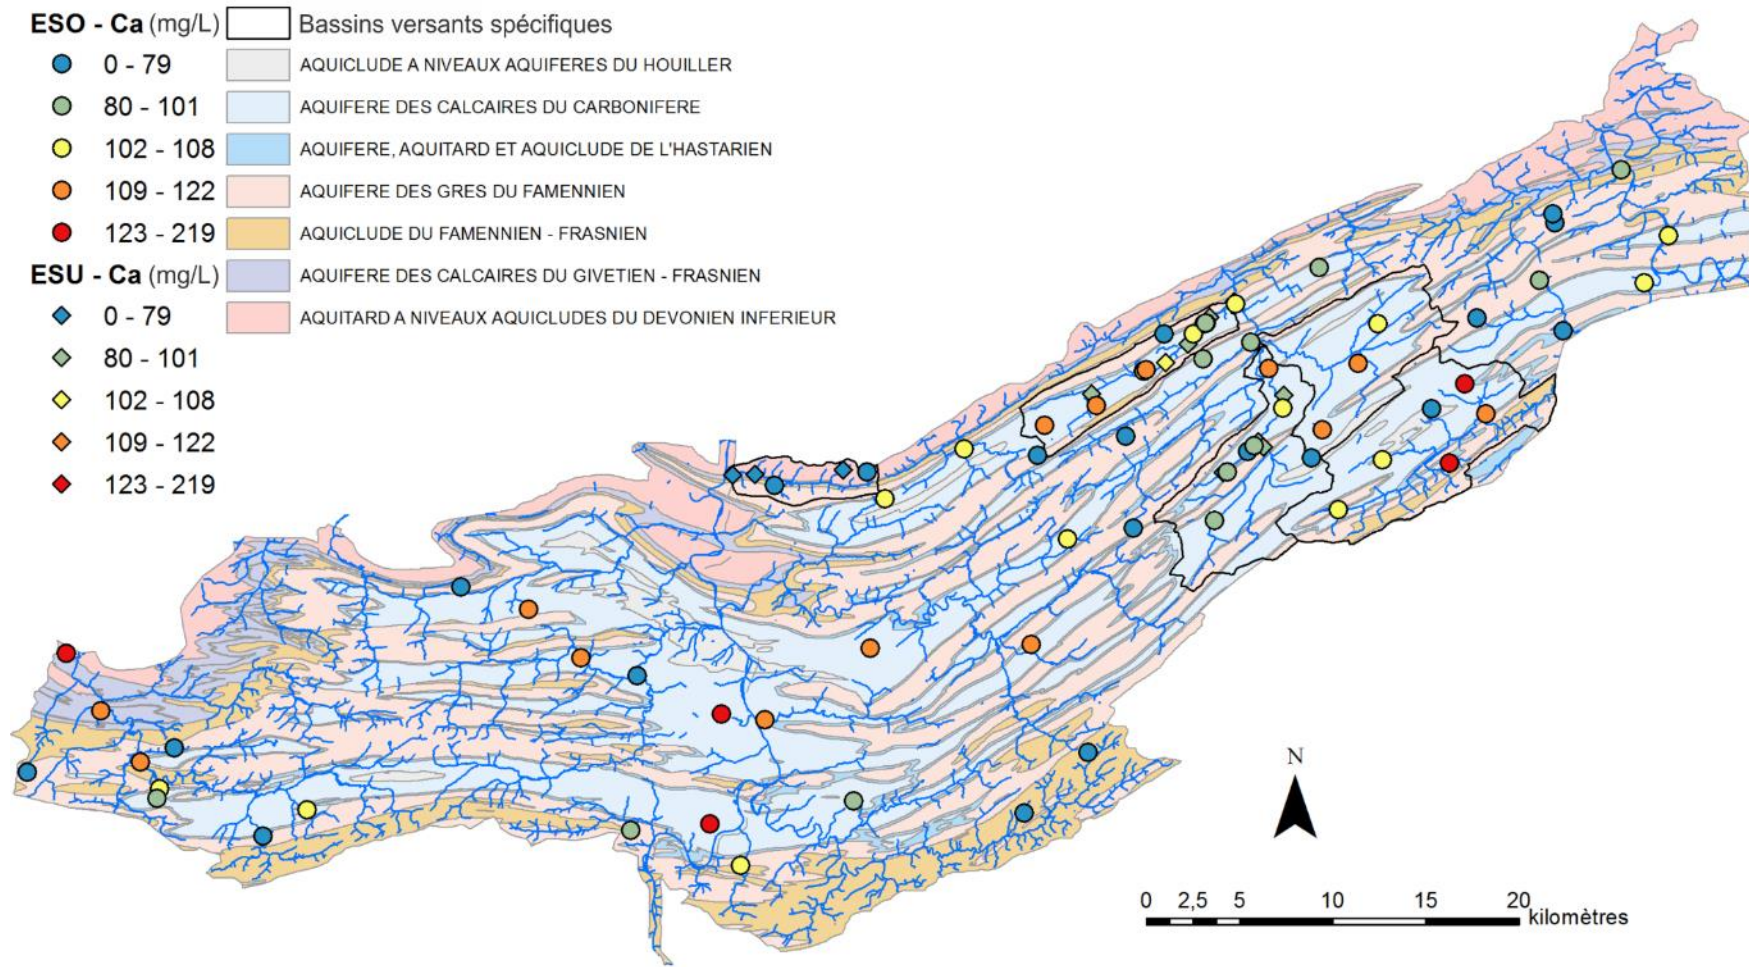 ESO - Ca (mg/L)
0 - 79
80 - 101
102 - 108
109 - 122
123 - 219
ESU - Ca (mg/L)
0 - 79
80 - 101
102 - 108
109 - 122
123 - 219
Bassins versants spécifiques
AQUICLUDE A NIVEAUX AQUIFERES DU HOUILLER
AQUIFERE DES CALCAIRES DU CARBONIFERE
AQUIFERE, AQUITARD ET AQUICLUDE DE L'HASTARIEN
AQUIFERE DES GRES DU FAMENNIEN
AQUICLUDE DU FAMENNIEN - FRASNIEN
AQUIFERE DES CALCAIRES DU GIVETIEN - FRASNIEN
AQUITARD A NIVEAUX AQUICLUDES DU DEVONIEN INFERIEUR
N
0 2,5 5 10 15 20
kilomètres